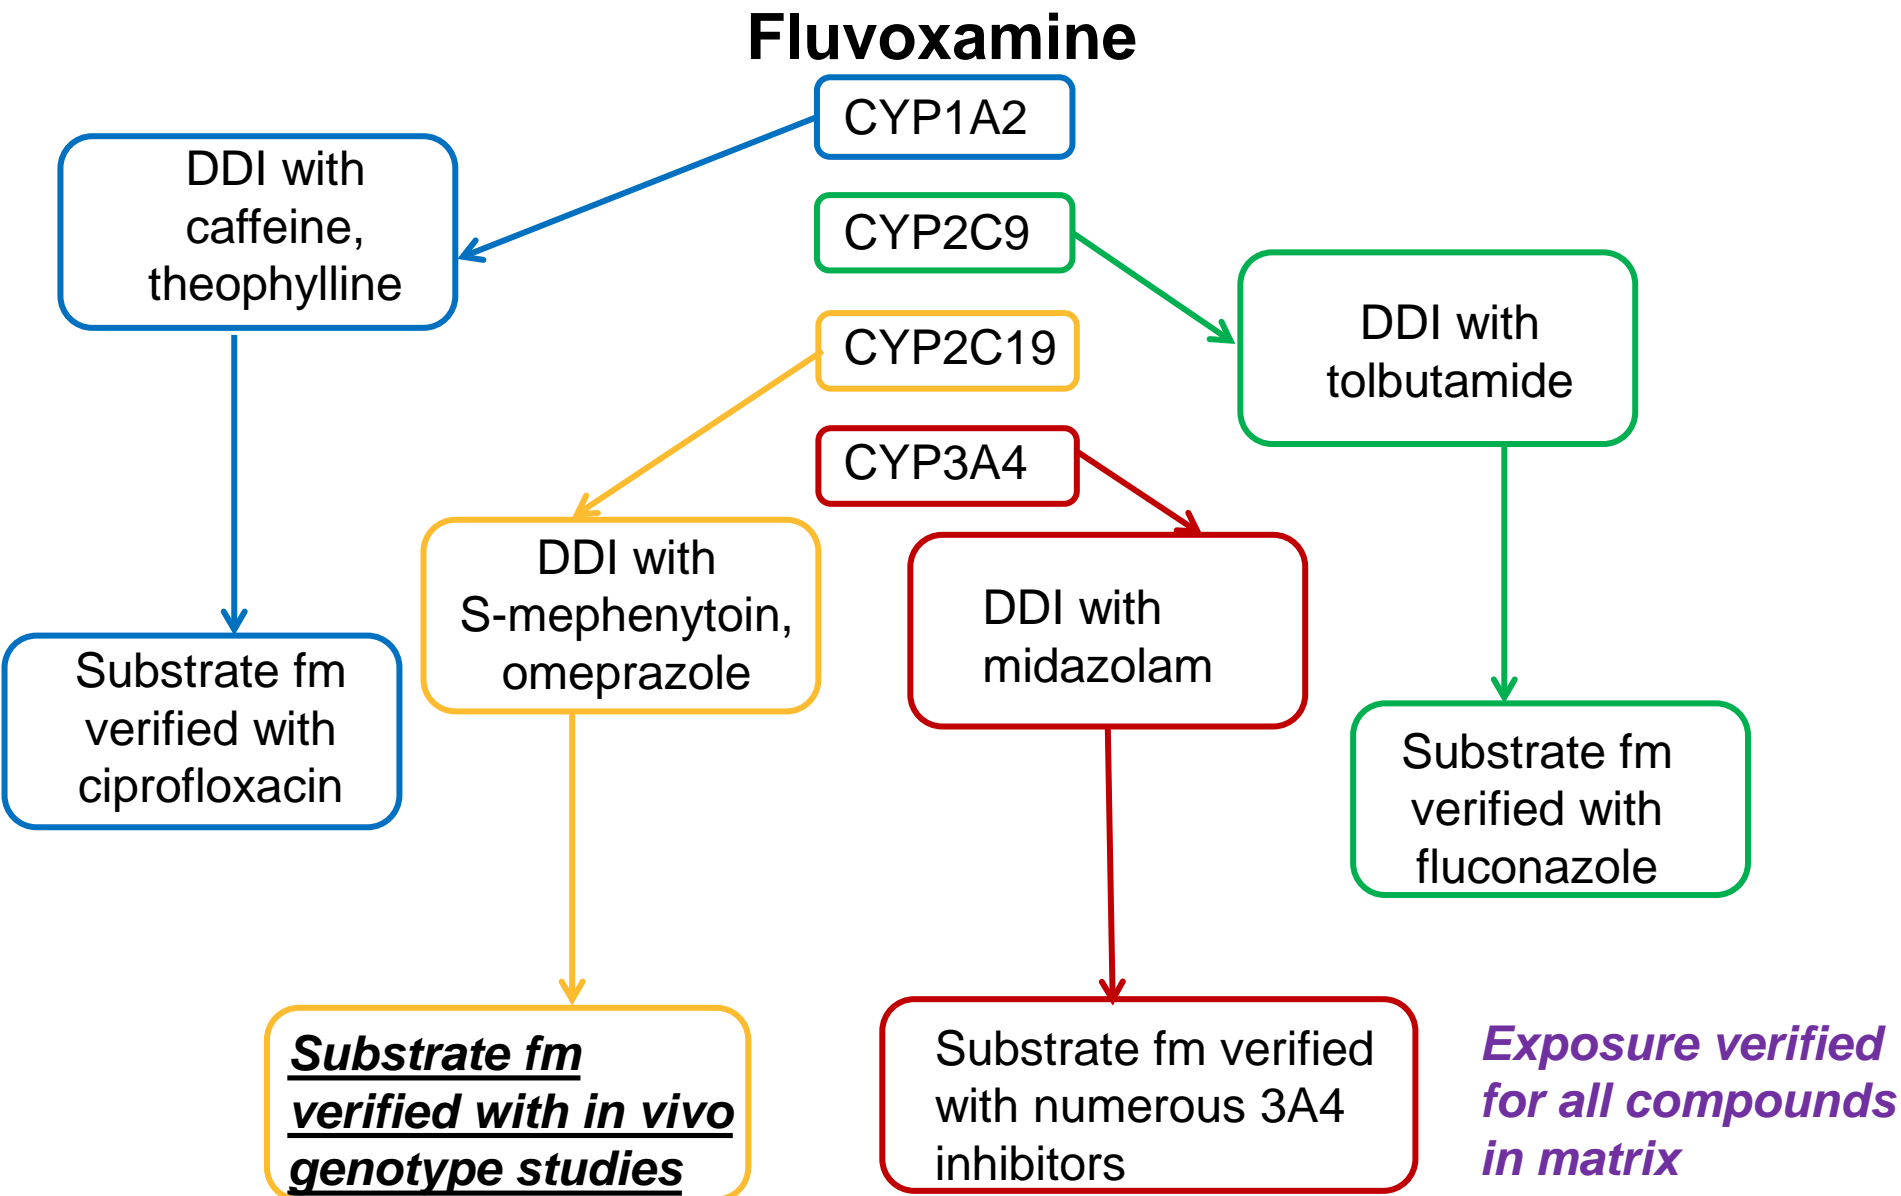 Fluvoxamine
CYP1A2
CYP2C9
CYP2C19
CYP3A4
DDI with
caffeine,
theophylline
Substrate fm
verified with
ciprofloxacin
DDI with
S-mephenytoin,
omeprazole
Substrate fm
verified with in vivo
genotype studies
DDI with
midazolam
Substrate fm verified
with numerous 3A4
inhibitors
DDI with
tolbutamide
Substrate fm
verified with
fluconazole
Exposure verified
for all compounds
in matrix